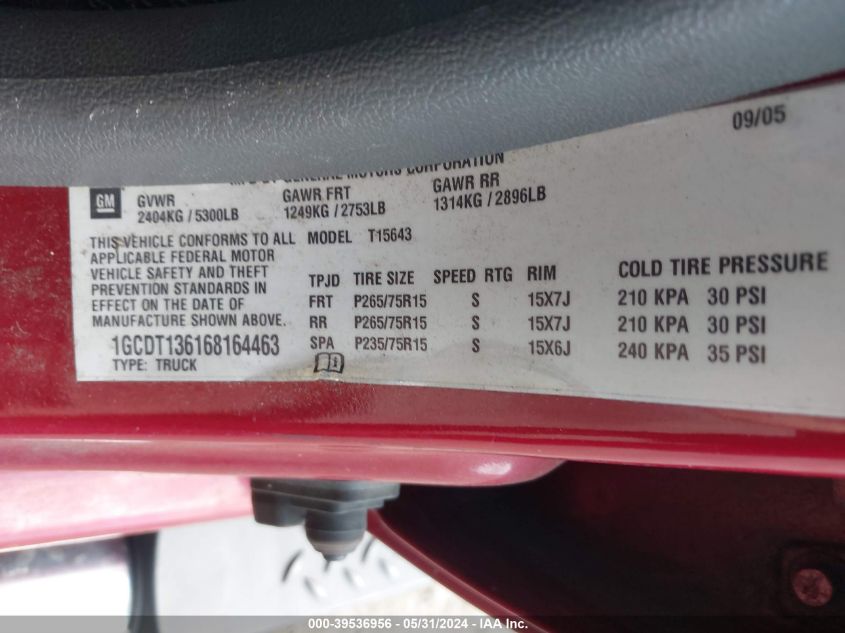 09/05
GENERAL MOTORS CORPORATION
GM
GVWR GAWR FRT GAWR RR
2404KG / 5300LB 1249KG / 2753LB 1314KG / 2896LB
THIS VEHICLE CONFORMS TO ALL
APPLICABLE FEDERAL MOTOR
VEHICLE SAFETY AND THEFT
PREVENTION STANDARDS IN
EFFECT ON THE DATE OF
MANUFACTURE SHOWN ABOVE.
1GCDT136168164463
TYPE: TRUCK
MODEL T15643
TPJD TIRE SIZE SPEED RTG RIM COLD TIRE PRESSURE
FRT P265/75R15 S 15X7J 210 KPA 30 PSI
RR P265/75R15 S 15X7J 210 KPA 30 PSI
SPA P235/75R15 S 15X6J 240 KPA 35 PSI
000-39536956 - 05/31/2024 - IAA Inc.